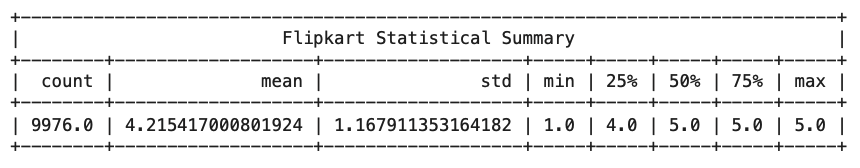 Flipkart Statistical Summary
| count | mean | std | min | 25% | 50% | 75% | max |
| 9976.0 | 4.215417000801924 | 1.167911353164182 | 1.0 | 4.0 | 5.0 | 5.0 | 5.0 |